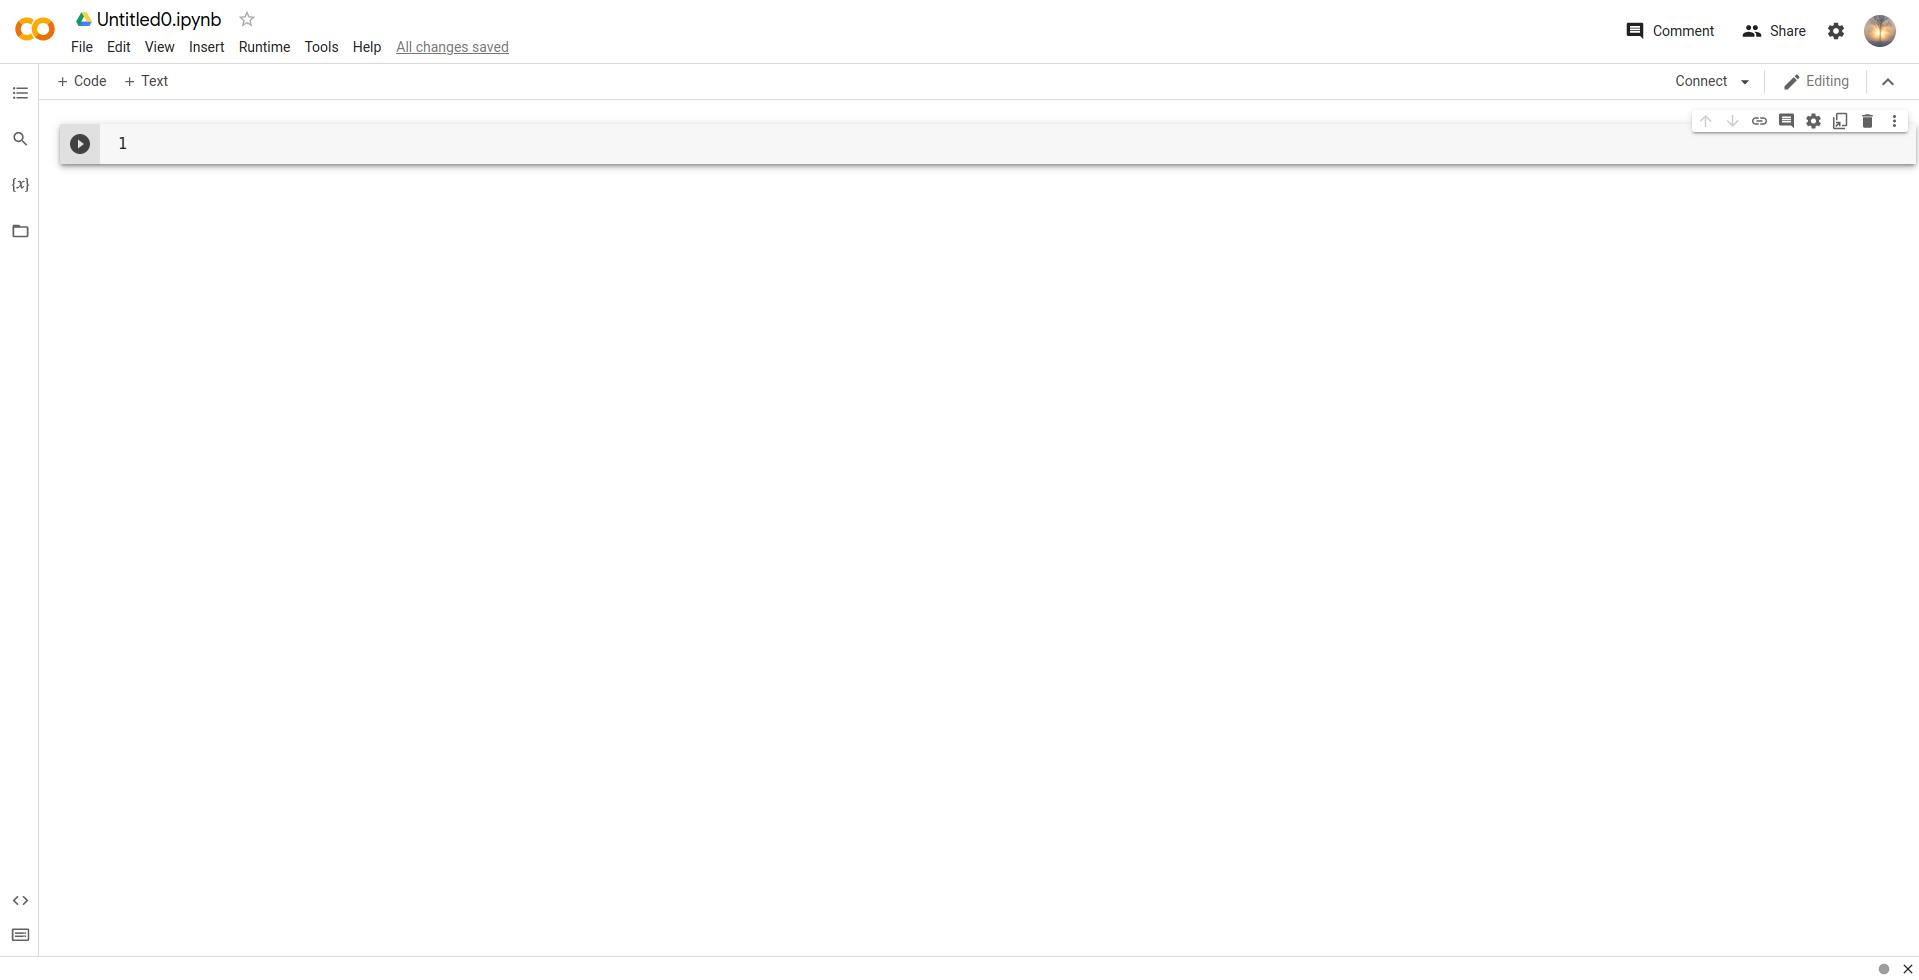 Untitled0.ipynb
File Edit View Insert Runtime Tools Help All changes saved
Comment Share
+ Code + Text
Connect Editing
1
{x}